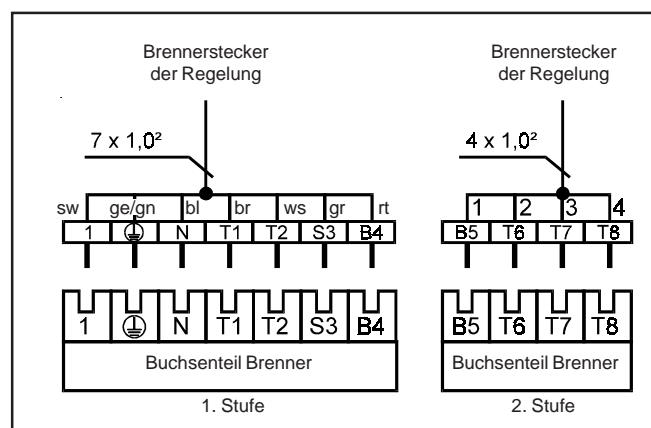 Brennerstecker
der Regelung
7 x 1,0²
sw ge/gn bl br ws gr rt
1 N T1 T2 S3 B4
1 N T1 T2 S3 B4
Buchsenteil Brenner
1. Stufe
Brennerstecker
der Regelung
4 x 1,0²
1 2 3 4
B5 T6 T7 T8
B5 T6 T7 T8
Buchsenteil Brenner
2. Stufe